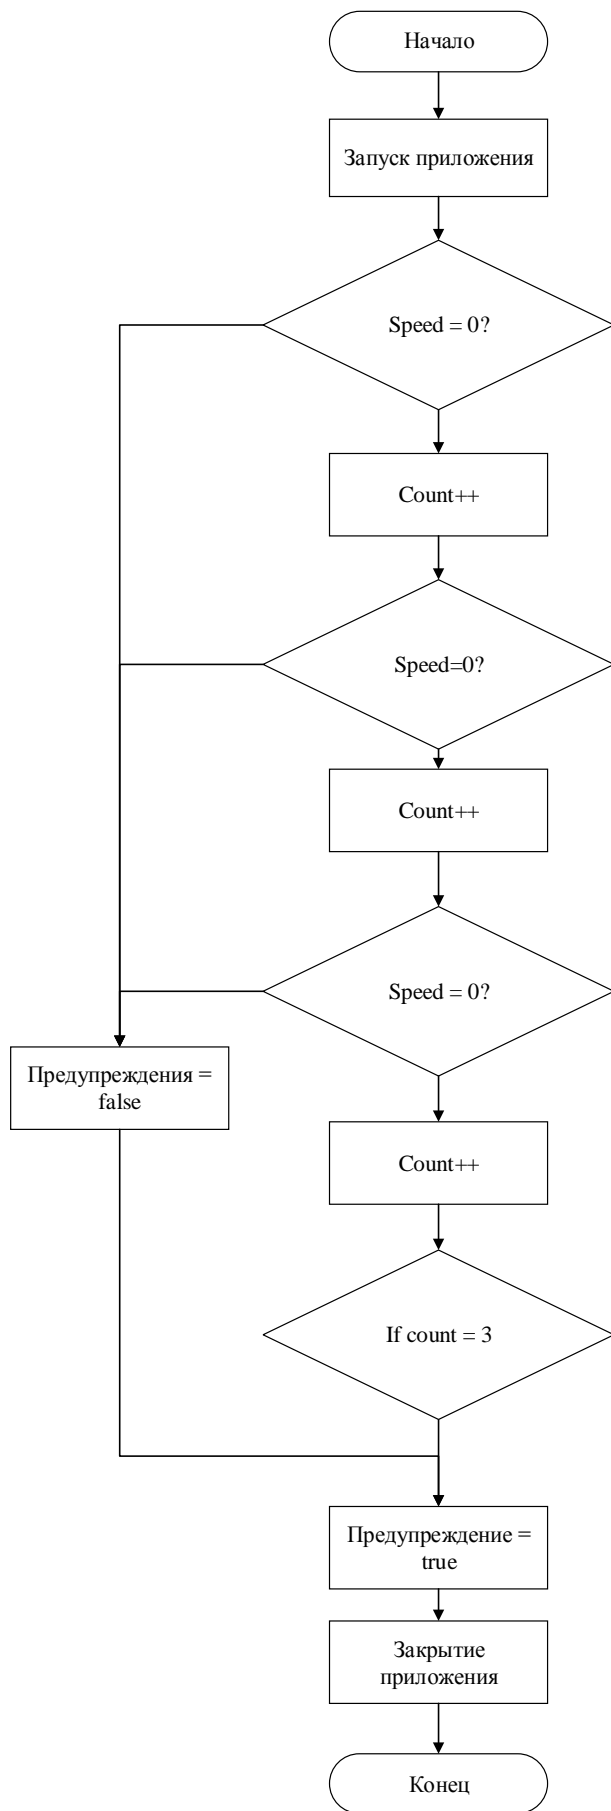 Начало
Запуск приложения
Speed = 0?
Count++
Speed=0?
Count++
Speed = 0?
Предупреждения =
false
Count++
If count = 3
Предупреждение =
true
Закрытие
приложения
Конец